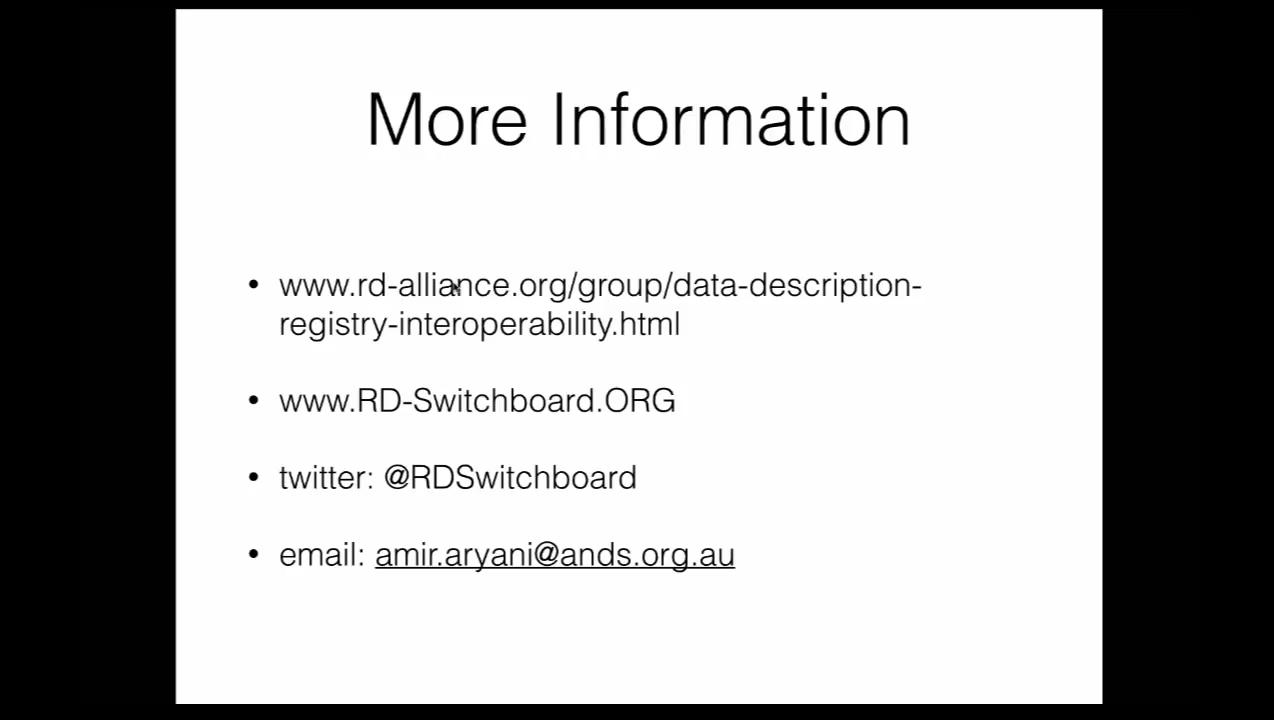 More Information
• www.rd-alliance.org/group/data-description-
registry-interoperability.html
• www.RD-Switchboard.ORG
• twitter: @RDSwitchboard
• email: amir.aryani@ands.org.au